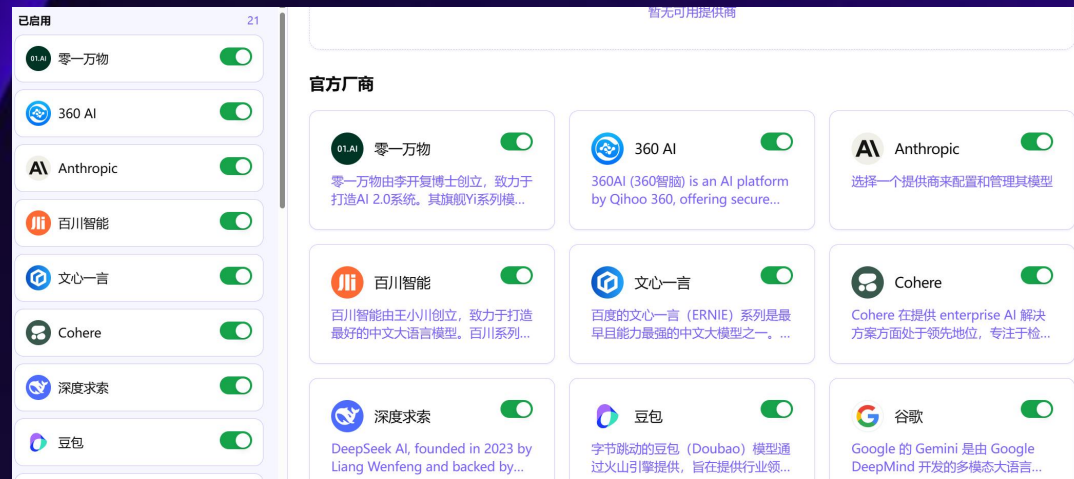 已启用 21
零一万物
360 AI
Anthropic
百川智能
文心一言
Cohere
深度求索
豆包
暂无可用提供商
官方厂商
01.AI 零一万物
零一万物由李开复博士创立，致力于
打造AI 2.0系统。其旗舰Yi系列模...
360 AI
360AI (360智脑) is an AI platform
by Qihoo 360, offering secure...
Anthropic
选择一个提供商来配置和管理其模型
百川智能
百川智能由王小川创立，致力于打造
最好的中文大语言模型。百川系列...
文心一言
百度的文心一言（ERNIE）系列是最
早且能力最强的中文大模型之一。...
Cohere
Cohere 在提供 enterprise AI 解决
方案方面处于领先地位，专注于检...
深度求索
DeepSeek AI, founded in 2023 by
Liang Wenfeng and backed by...
豆包
字节跳动的豆包（Doubao）模型通
过火山引擎提供，旨在提供行业领...
谷歌
Google 的 Gemini 是由 Google
DeepMind 开发的多模态大语言...